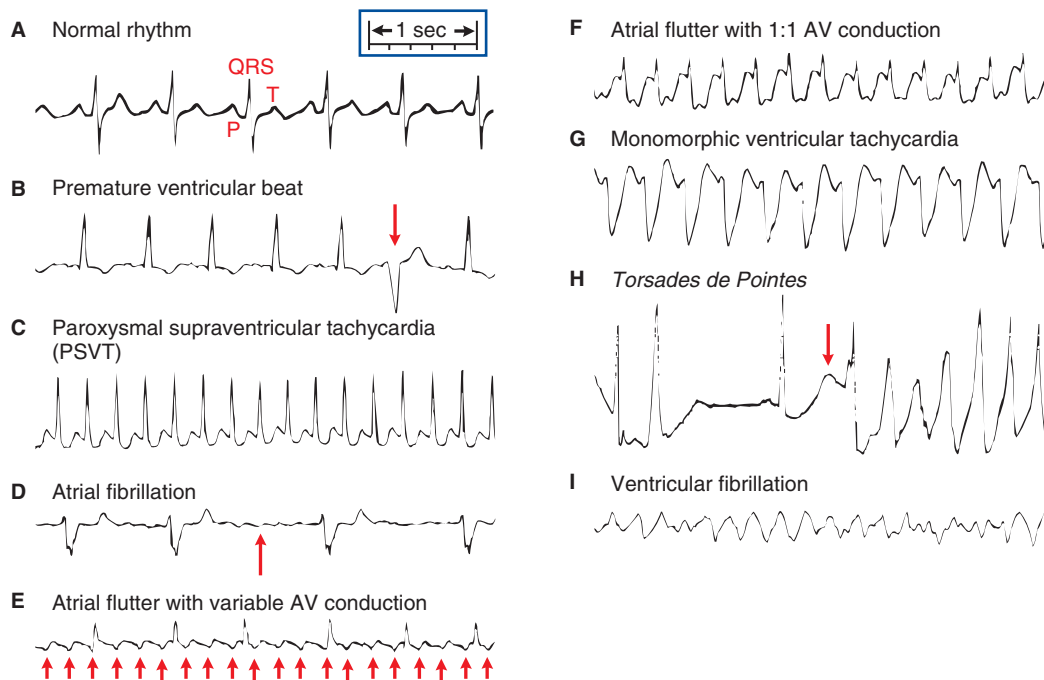 A Normal rhythm
1 sec
QRS
T
P
B Premature ventricular beat
C Paroxysmal supraventricular tachycardia
(PSVT)
D Atrial fibrillation
E Atrial flutter with variable AV conduction
F Atrial flutter with 1:1 AV conduction
G Monomorphic ventricular tachycardia
H Torsades de Pointes
I Ventricular fibrillation